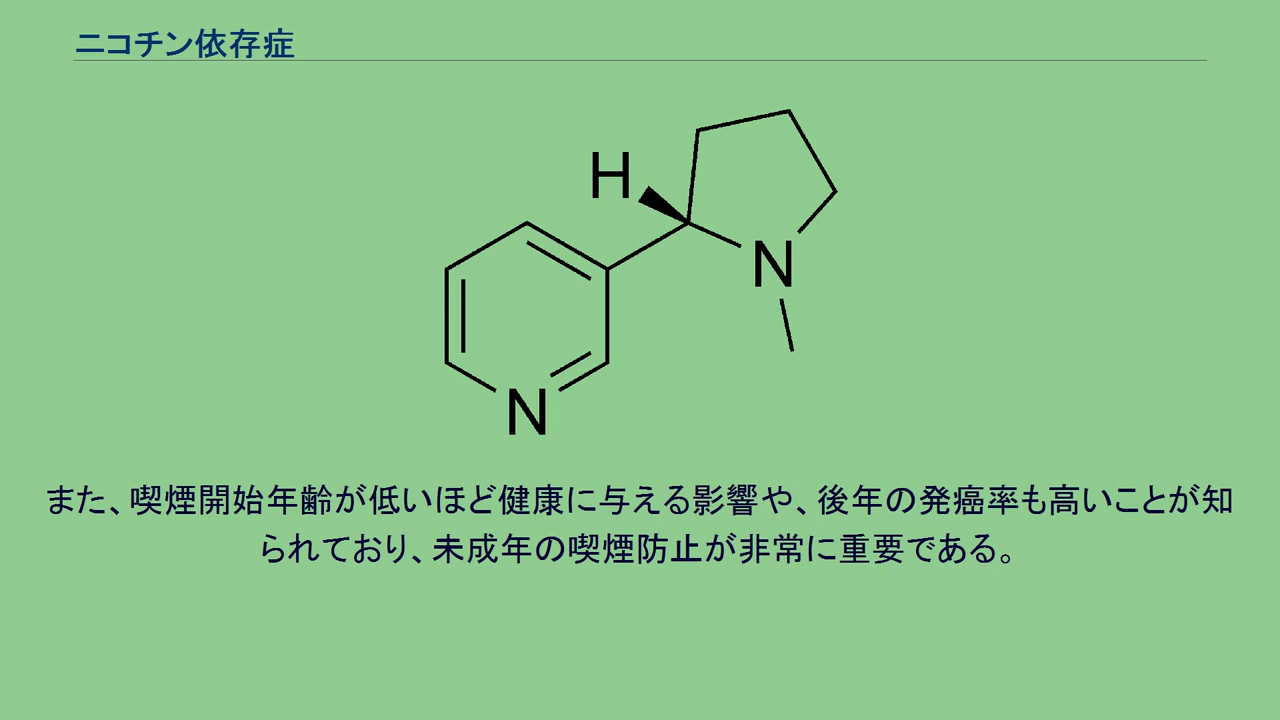 ニコチン依存症
H
N
N
また、喫煙開始年齢が低いほど健康に与える影響や、後年の発癌率も高いことが知
られており、未成年の喫煙防止が非常に重要である。